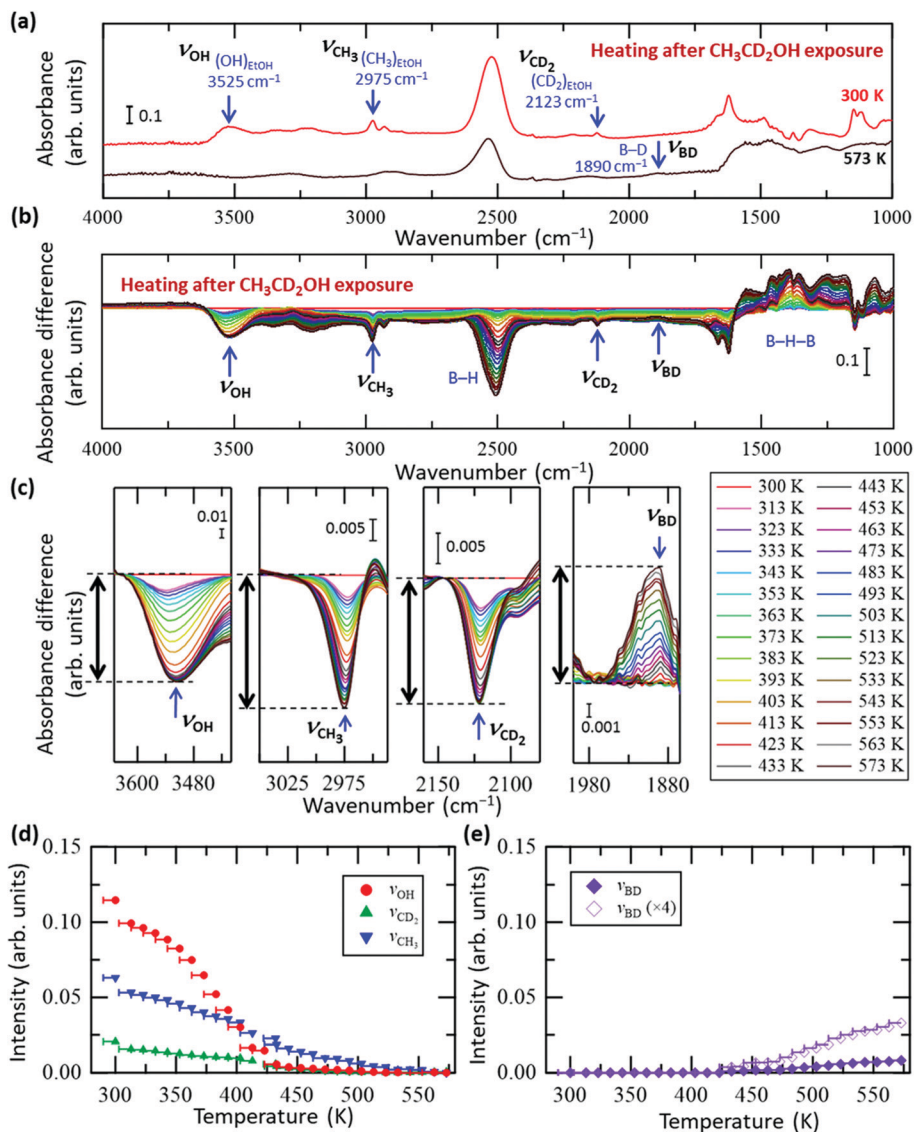 (a)
Absorbance
(arb. units)
0.1
νOH (OH)EtOH
3525 cm⁻¹
νCH₃ (CH₃)EtOH
2975 cm⁻¹
νCD₂
(CD₂)EtOH
2123 cm⁻¹
Heating after CH₃CD₂OH exposure
300 K
B–D
1890 cm⁻¹
νBD
573 K
4000 3500 3000 2500 2000 1500 1000
Wavenumber (cm⁻¹)
(b)
Absorbance difference
(arb. units)
Heating after CH₃CD₂OH exposure
νOH
νCH₃
B–H
νCD₂
νBD
B–H–B
0.1
4000 3500 3000 2500 2000 1500 1000
Wavenumber (cm⁻¹)
(c)
Absorbance difference
(arb. units)
0.01
νOH
3600 3480
0.005
νCH₃
3025 2975
0.005
νCD₂
2150 2100
νBD
0.001
1980 1880
Wavenumber (cm⁻¹)
300 K 443 K
313 K 453 K
323 K 463 K
333 K 473 K
343 K 483 K
353 K 493 K
363 K 503 K
373 K 513 K
383 K 523 K
393 K 533 K
403 K 543 K
413 K 553 K
423 K 563 K
433 K 573 K
(d)
Intensity (arb. units)
0.15
0.10
0.05
0.00
νOH
νCD₂
νCH₃
300 350 400 450 500 550
Temperature (K)
(e)
Intensity (arb. units)
0.15
0.10
0.05
0.00
νBD
νBD (×4)
300 350 400 450 500 550
Temperature (K)